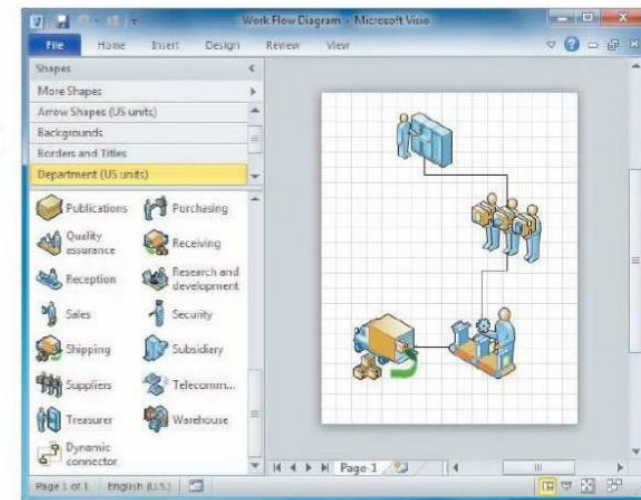 Work Flow Diagram - Microsoft Visio
File Home Insert Design Review View
Shapes
More Shapes
Arrow Shapes (US units)
Backgrounds
Borders and Titles
Department (US units)
Publications Purchasing
Quality assurance Receiving
Reception Research and development
Sales Security
Shipping Subsidiary
Suppliers Telecomm...
Treasurer Warehouse
Dynamic connector
Page-1
Page 1 of 1 English (U.S.)